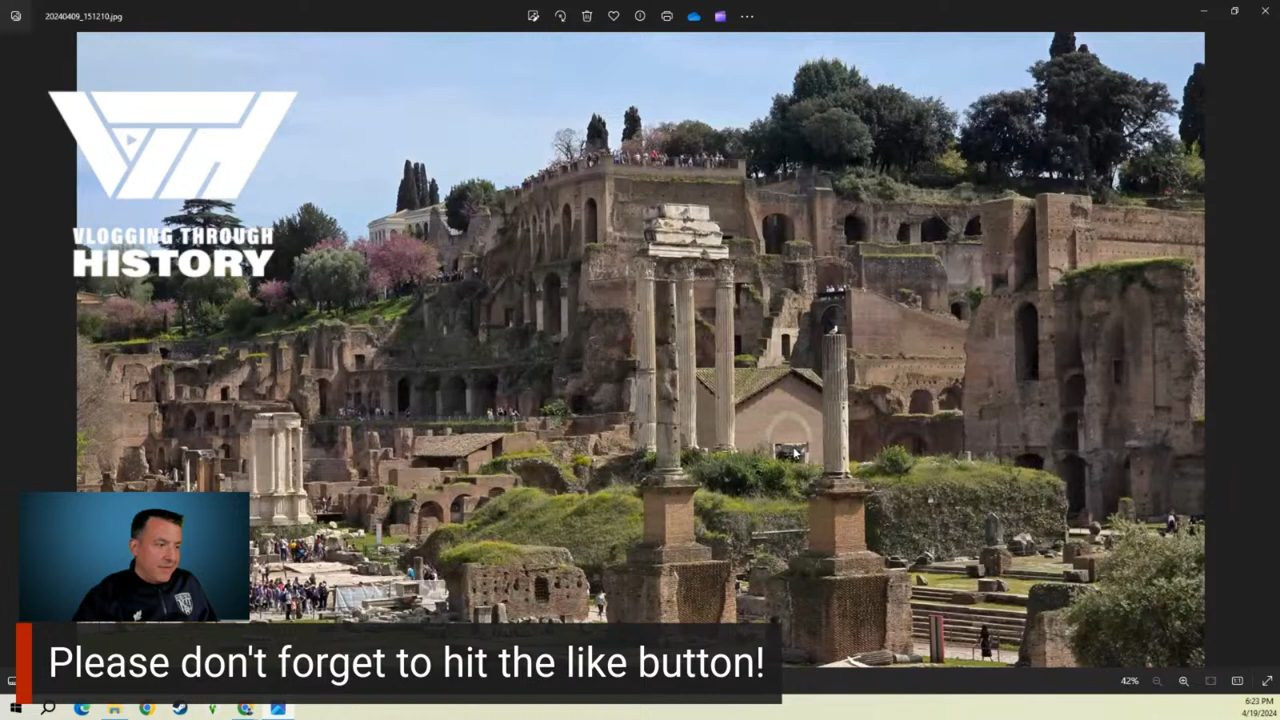 20240409_151210.jpg
VTH
VLOGGING THROUGH
HISTORY
Please don't forget to hit the like button!
42%
6:23 PM
4/19/2024